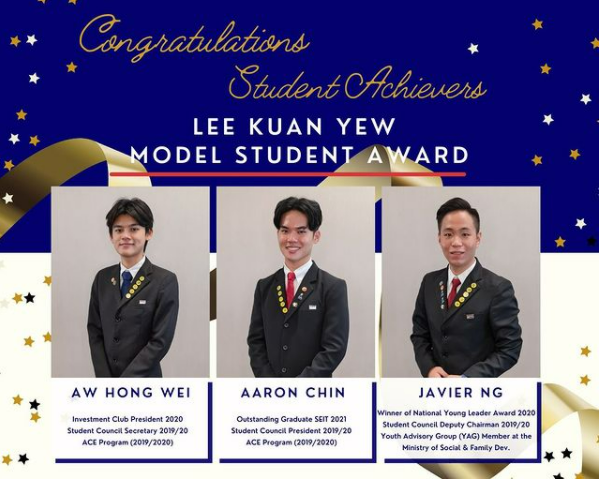 Congratulations
Student Achievers
LEE KUAN YEW
MODEL STUDENT AWARD
AW HONG WEI
Investment Club President 2020
Student Council Secretary 2019/20
ACE Program (2019/2020)
AARON CHIN
Outstanding Graduate SEIT 2021
Student Council President 2019/20
ACE Program (2019/2020)
JAVIER NG
Winner of National Young Leader Award 2020
Student Council Deputy Chairman 2019/20
Youth Advisory Group (YAG) Member at the
Ministry of Social & Family Dev.